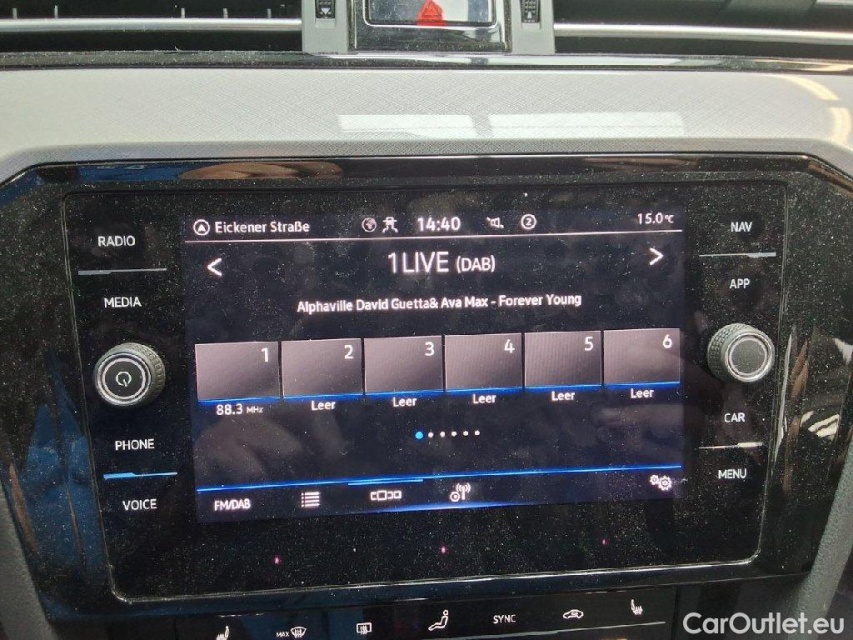 Eickener Straße 14:40 2 15.0°C
RADIO
NAV
1LIVE (DAB)
MEDIA
APP
Alphaville David Guetta& Ava Max - Forever Young
1 2 3 4 5 6
88.3 MHz Leer Leer Leer Leer Leer
PHONE
CAR
VOICE
MENU
FM/DAB
MAX
SYNC
CarOutlet.eu